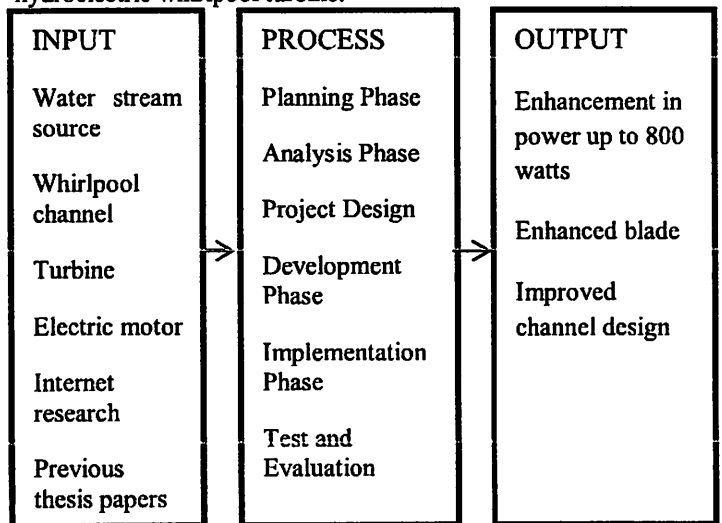 hydroelectric whirlpool turbine.
INPUT
Water stream
source
Whirlpool
channel
Turbine
Electric motor
Internet
research
Previous
thesis papers
PROCESS
Planning Phase
Analysis Phase
Project Design
Development
Phase
Implementation
Phase
Test and
Evaluation
OUTPUT
Enhancement in
power up to 800
watts
Enhanced blade
Improved
channel design